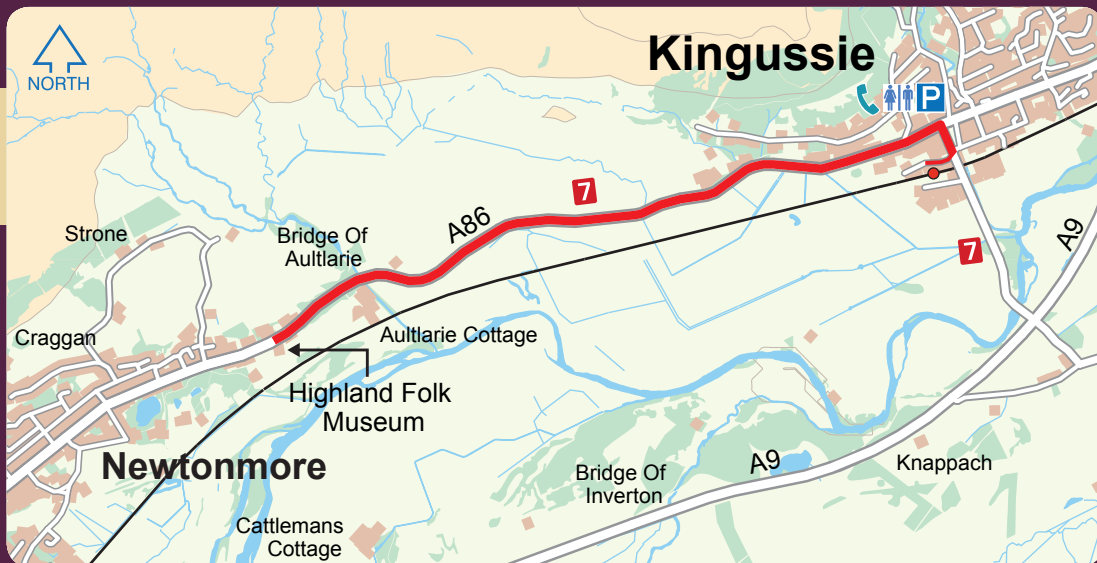 NORTH
Kingussie
P
7
A86
Strone
Bridge Of
Aultlarie
A9
7
Craggan
Aultlarie Cottage
Highland Folk
Museum
Newtonmore
Bridge Of
Inverton
A9
Knappach
Cattlemans
Cottage